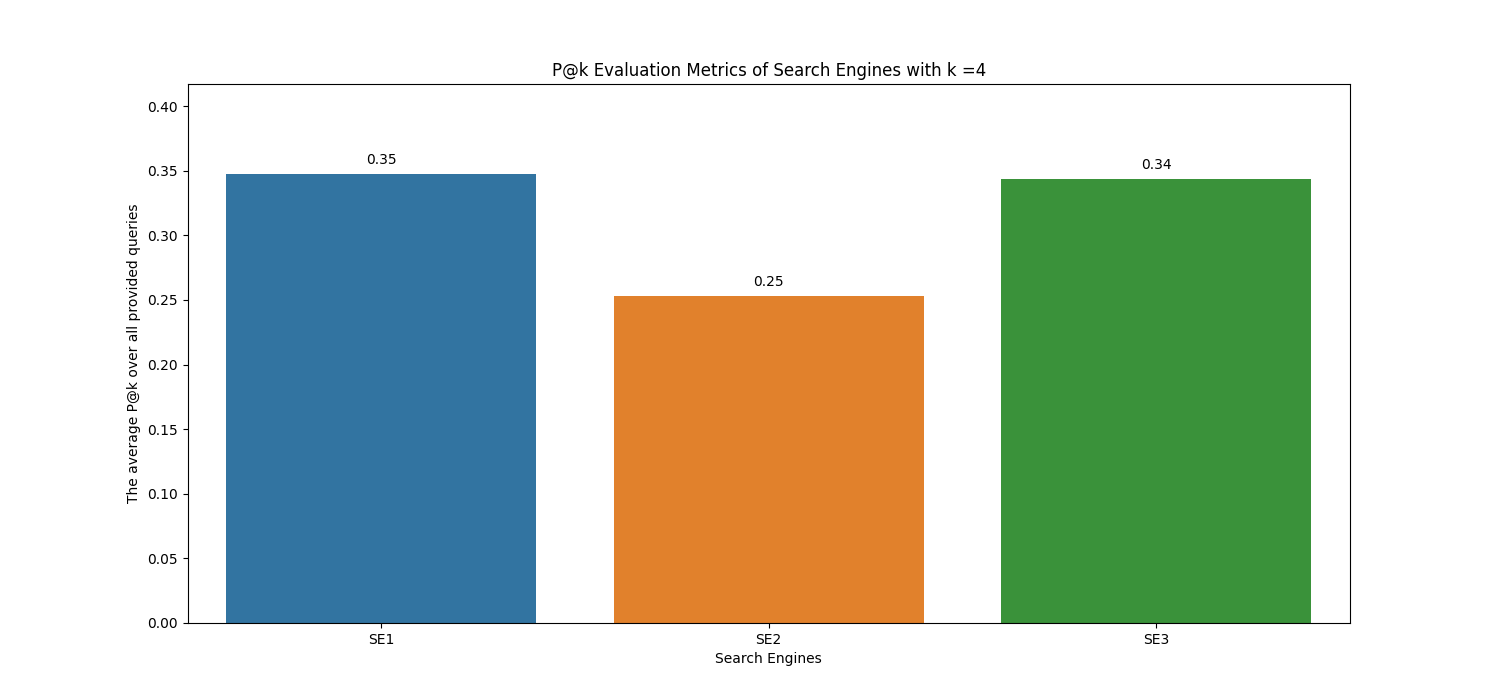 P@k Evaluation Metrics of Search Engines with k =4
The average P@k over all provided queries
0.40
0.35
0.30
0.25
0.20
0.15
0.10
0.05
0.00
0.35
0.25
0.34
SE1
SE2
SE3
Search Engines